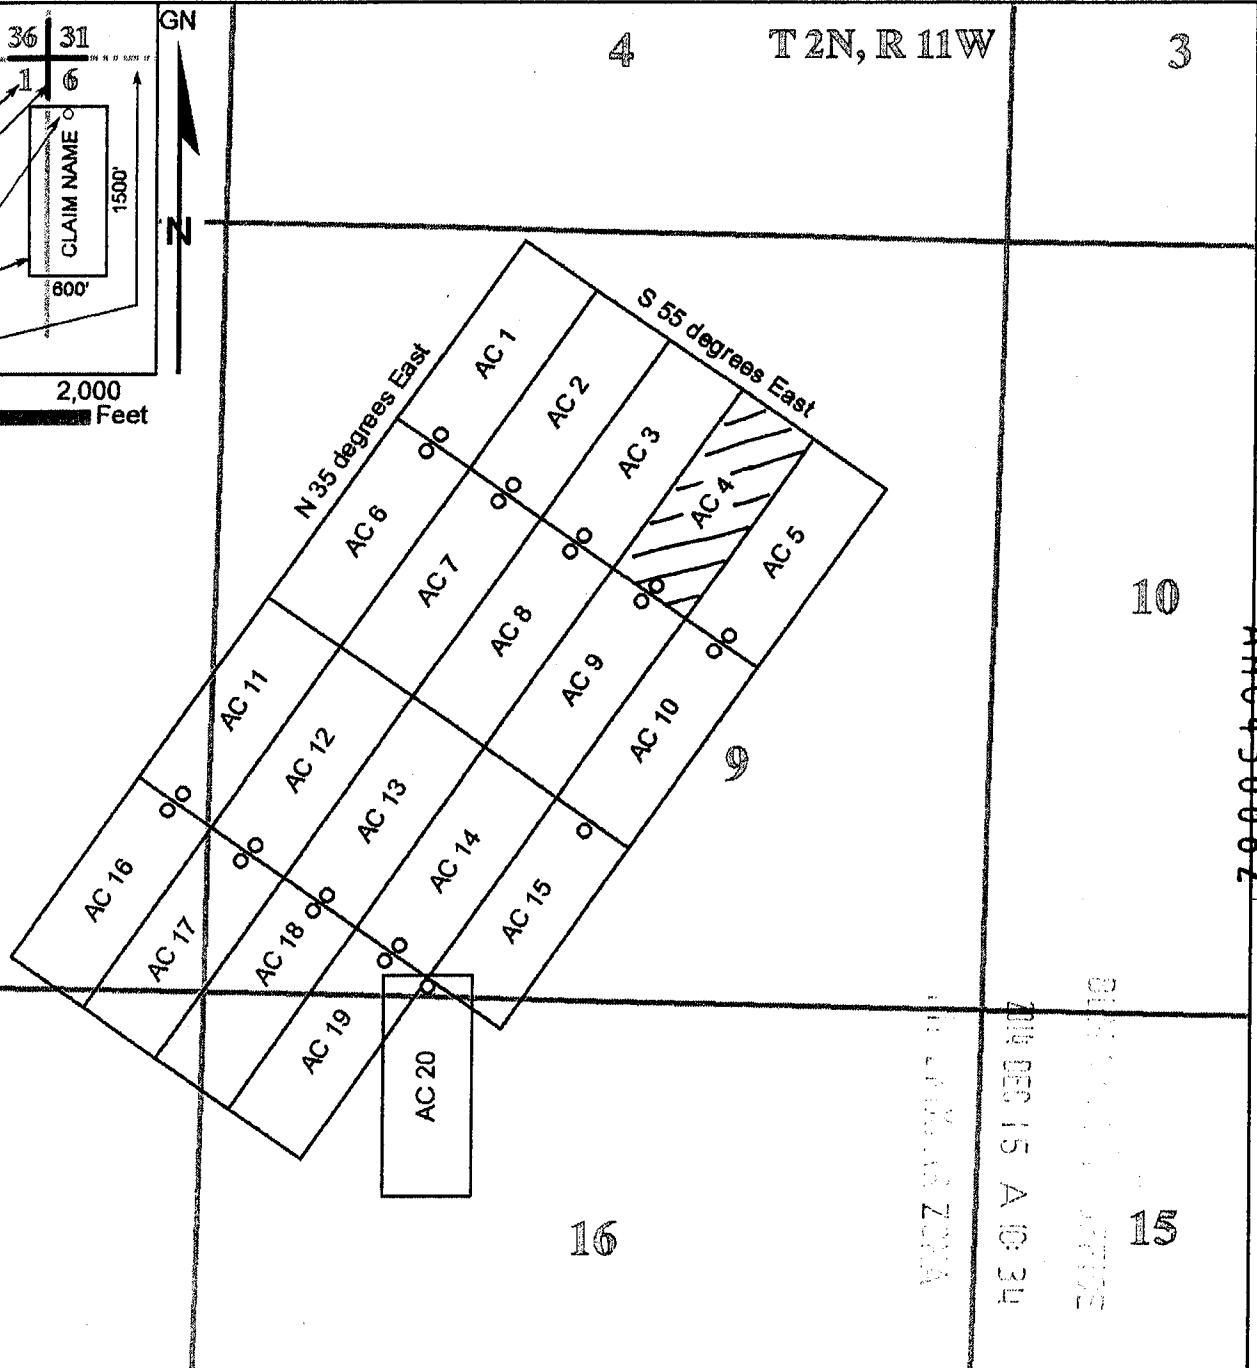 36 31
1 6
CLAIM NAME
1500'
600'
2,000
Feet
GN
N
4
T 2N, R 11W
3
S 55 degrees East
N 35 degrees East
AC 1
AC 2
AC 3
AC 4
AC 5
AC 6
AC 7
AC 8
AC 9
AC 10
10
AC 11
AC 12
AC 13
AC 14
AC 15
9
AC 16
AC 17
AC 18
AC 19
AC 20
16
15
DEC 15 A 10:34